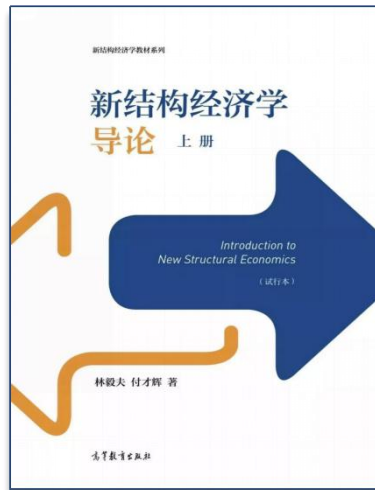 新结构经济学教材系列
新结构经济学
导论 上册
Introduction to
New Structural Economics
（试行本）
林毅夫 付才辉 著
高等教育出版社